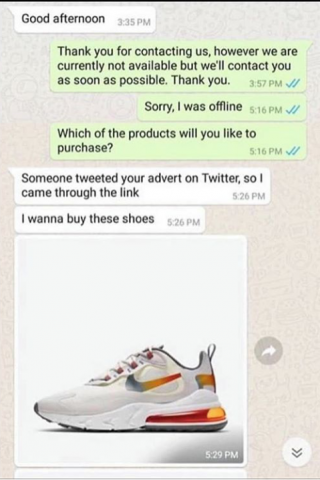 Good afternoon 3:35 PM
Thank you for contacting us, however we are
currently not available but we'll contact you
as soon as possible. Thank you. 3:57 PM
Sorry, I was offline 5:16 PM
Which of the products will you like to
purchase? 5:16 PM
Someone tweeted your advert on Twitter, so I
came through the link 5:26 PM
I wanna buy these shoes 5:26 PM
5:29 PM